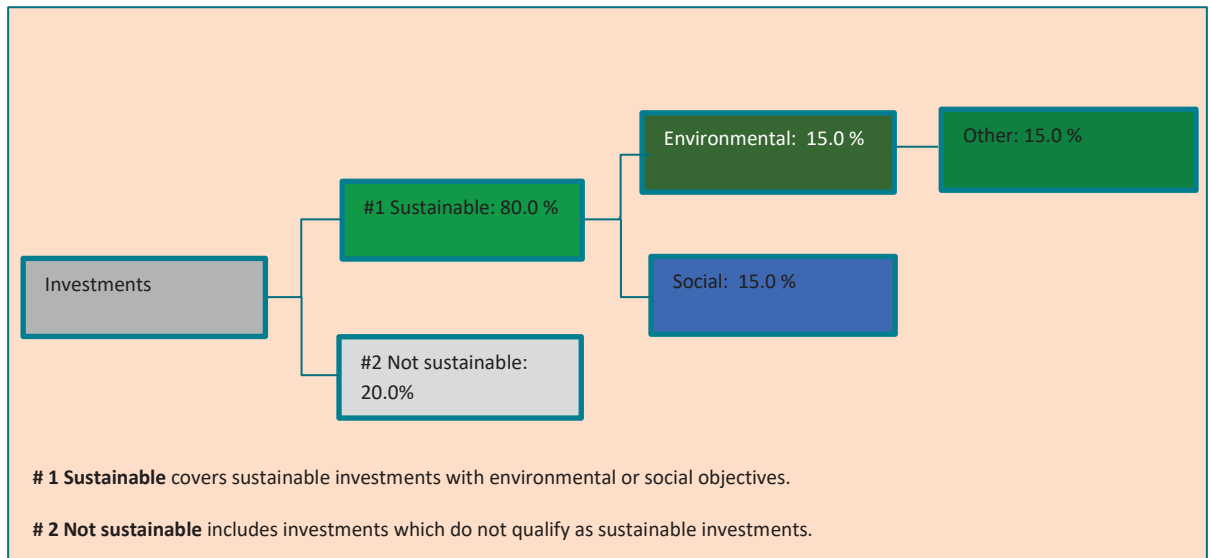 Environmental:  15.0 %
Other: 15.0 %
#1 Sustainable: 80.0 %
Investments
Social:  15.0 %
#2 Not sustainable:
20.0%
# 1 Sustainable covers sustainable investments with environmental or social objectives.
# 2 Not sustainable includes investments which do not qualify as sustainable investments.